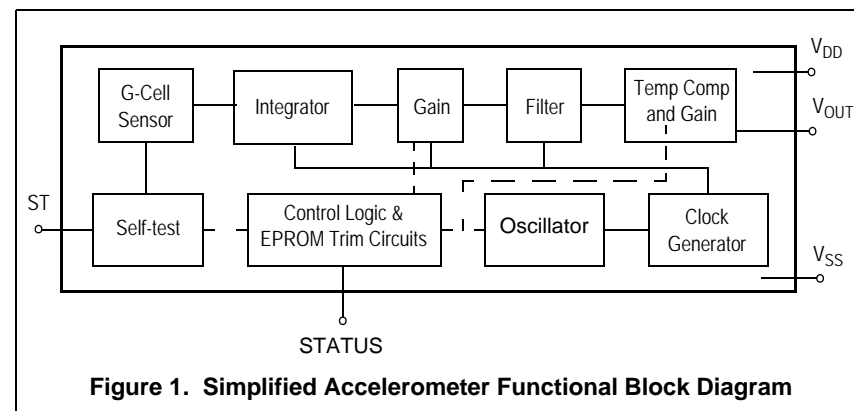 G-Cell
Sensor
Integrator
Gain
Filter
Temp Comp
and Gain
V_DD
V_OUT
ST
Self-test
Control Logic &
EPROM Trim Circuits
Oscillator
Clock
Generator
V_SS
STATUS
Figure 1. Simplified Accelerometer Functional Block Diagram